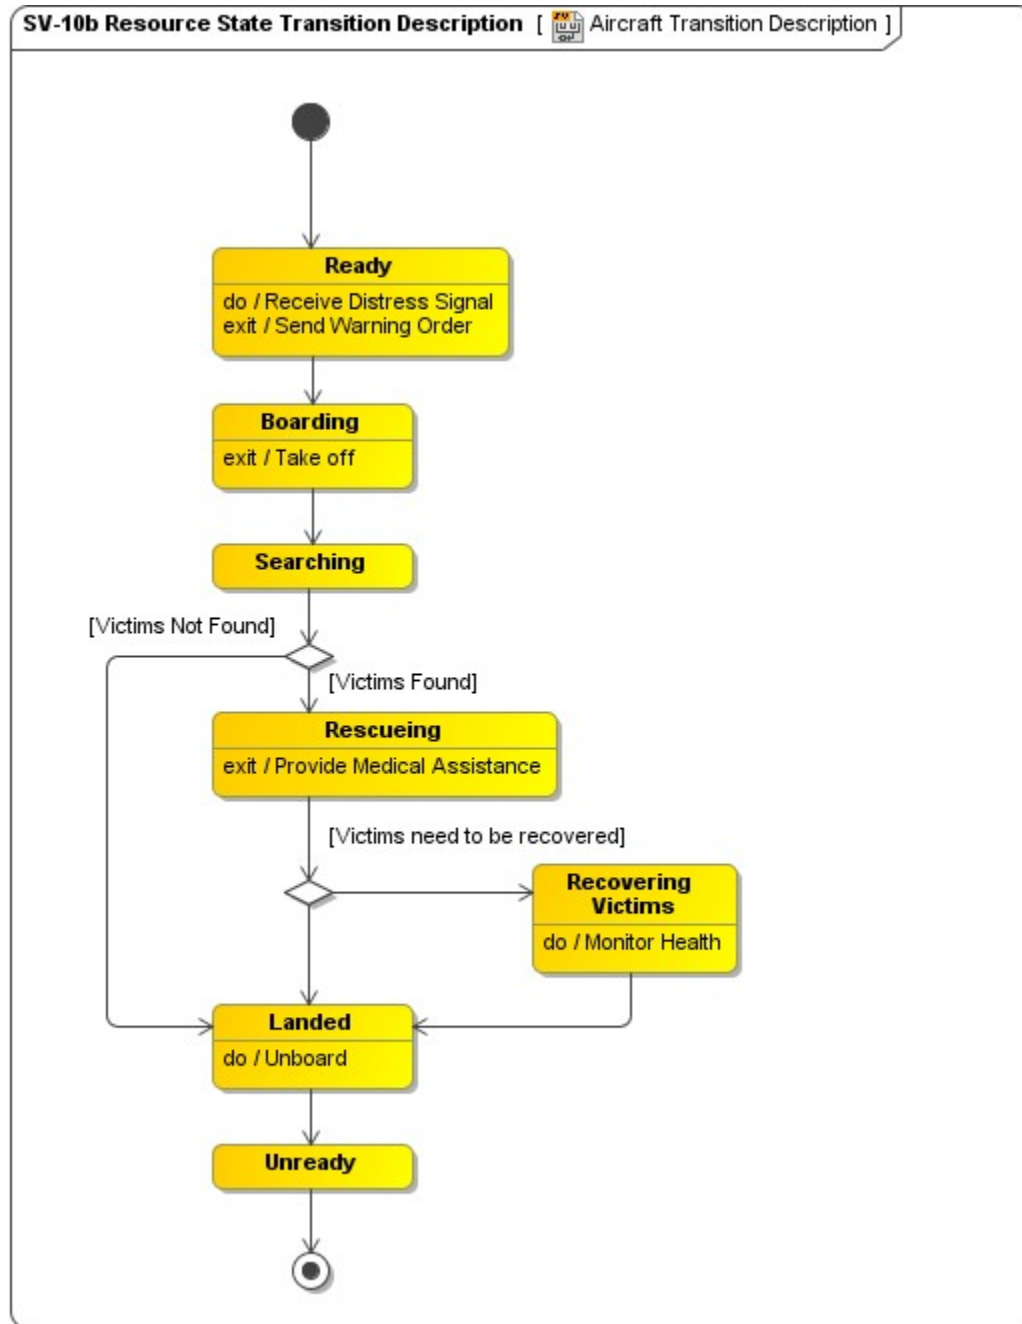 SV-10b Resource State Transition Description [ Aircraft Transition Description ]
Ready
do / Receive Distress Signal
exit / Send Warning Order
Boarding
exit / Take off
Searching
[Victims Not Found]
[Victims Found]
Rescueing
exit / Provide Medical Assistance
[Victims need to be recovered]
Recovering
Victims
do / Monitor Health
Landed
do / Unboard
Unready